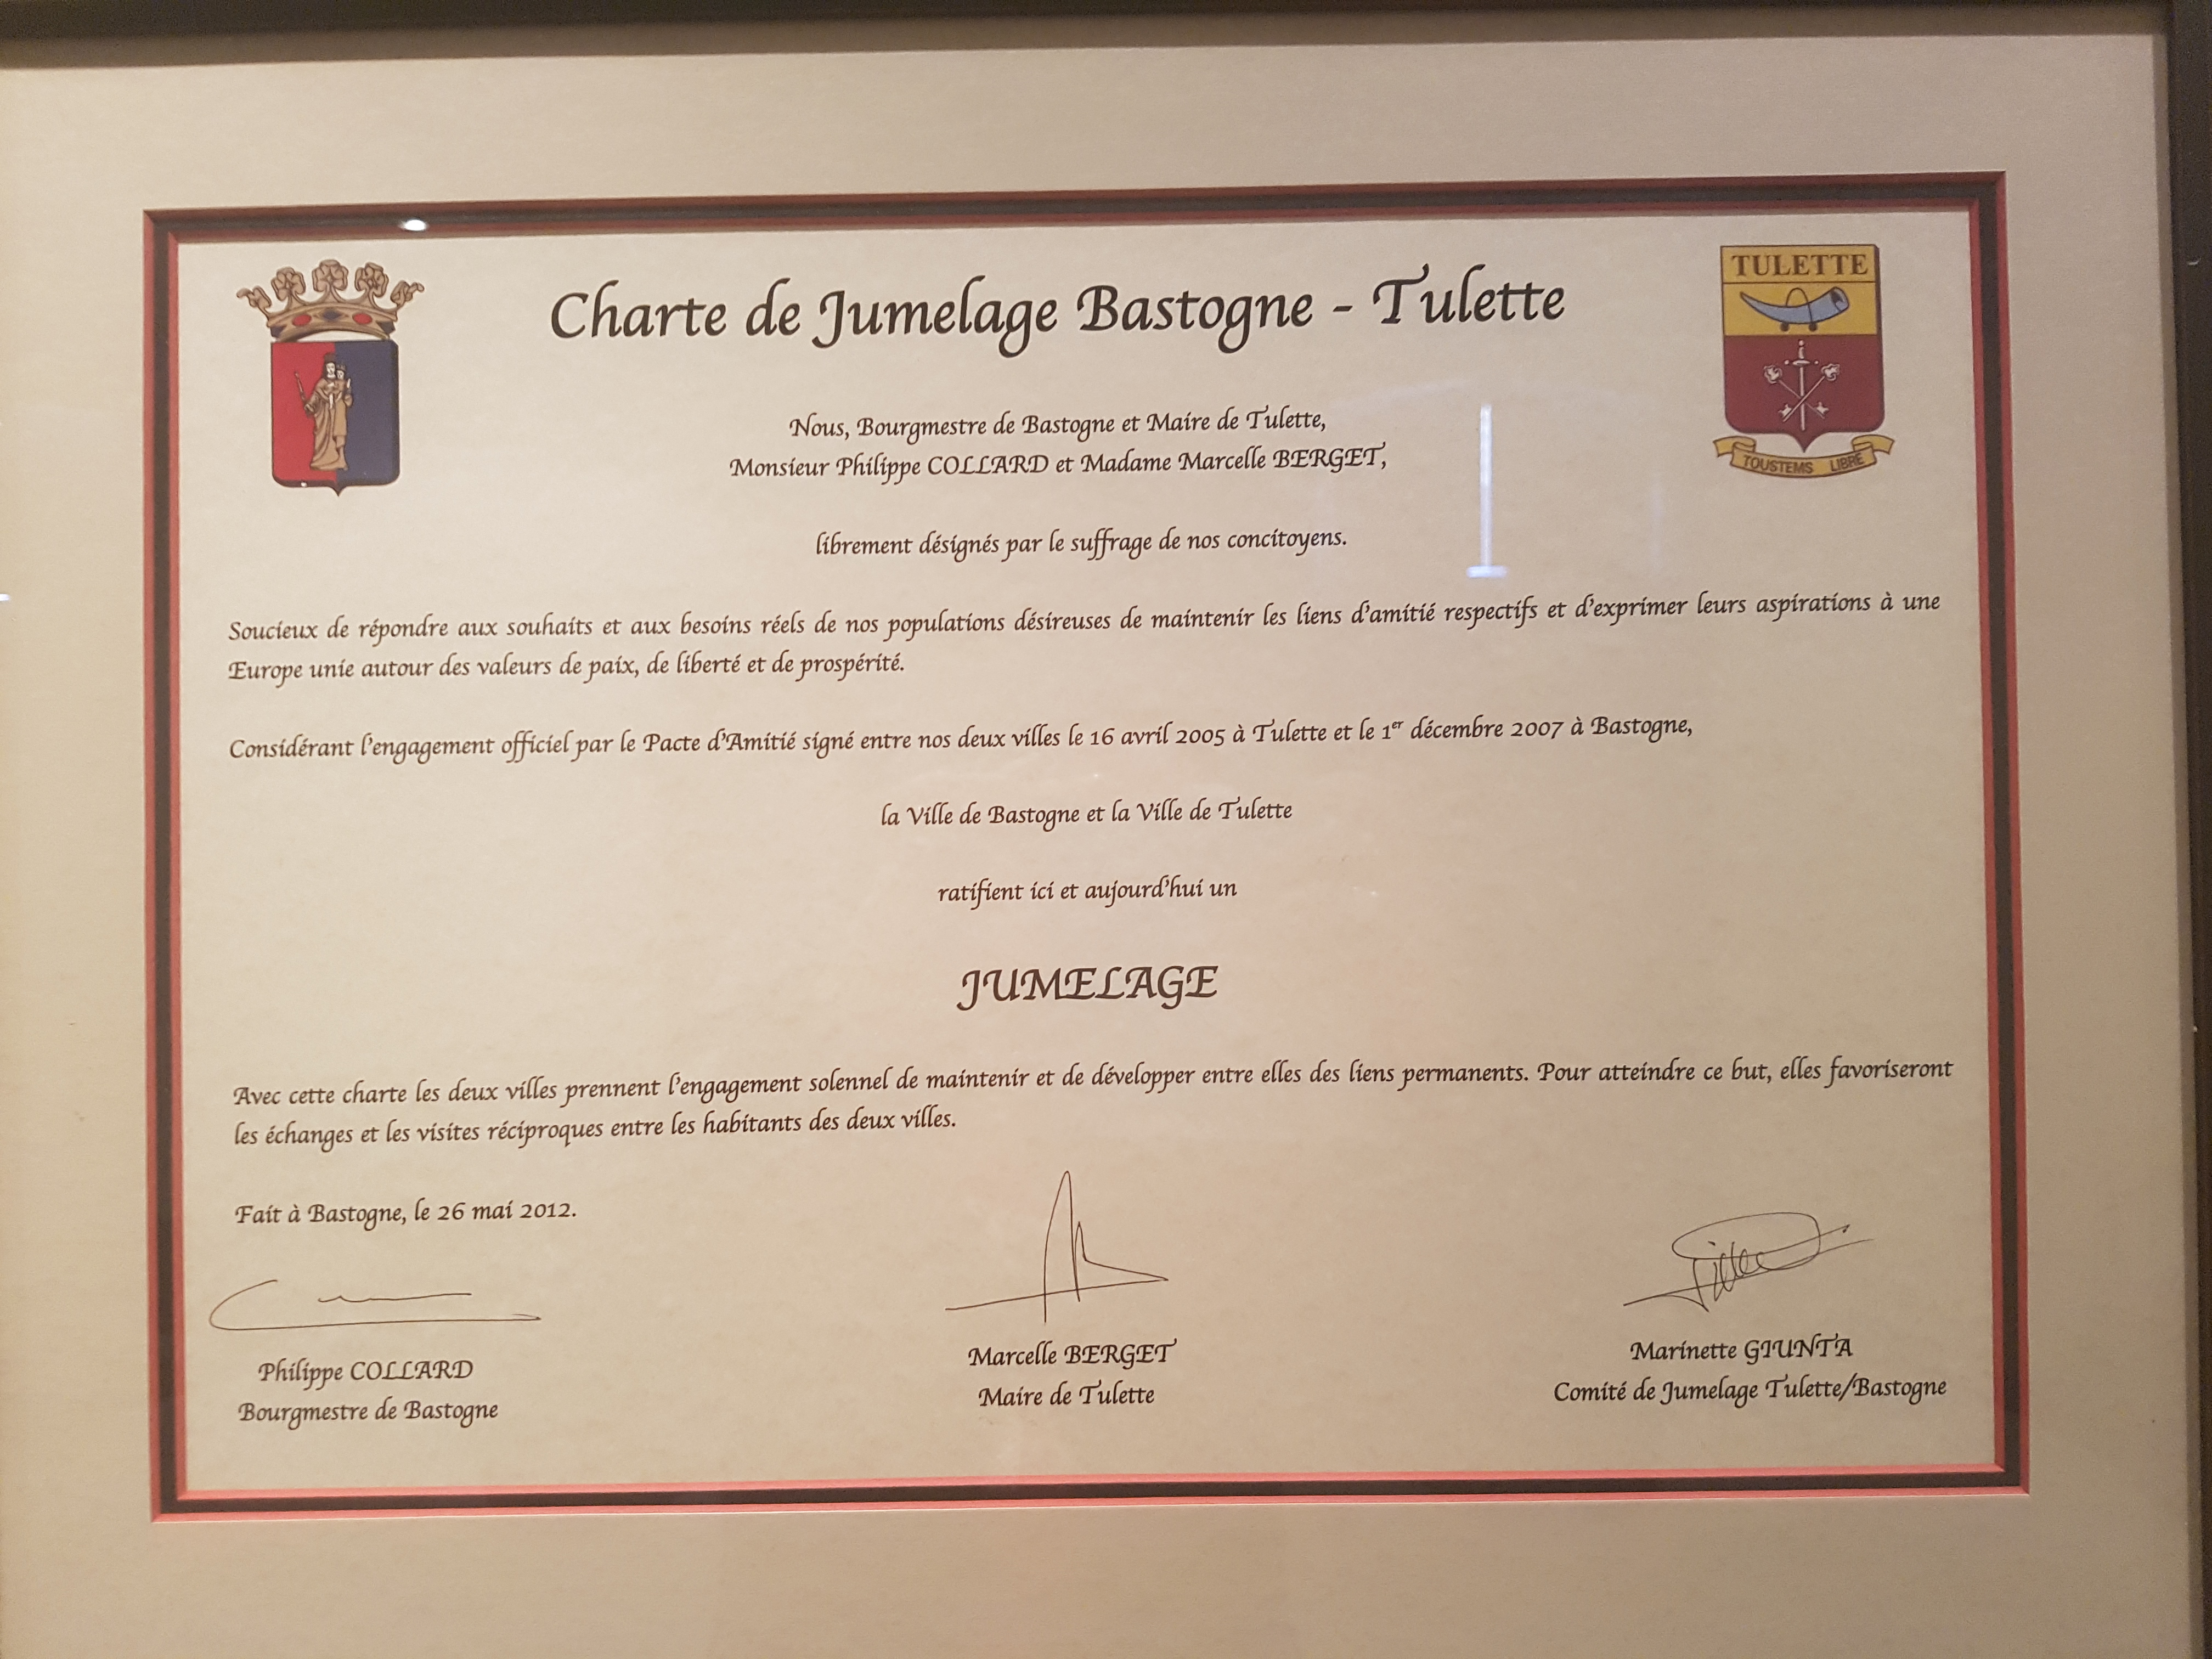 Charte de Jumelage Bastogne - Tulette
TULETTE
TOUSTEMS LIBRE
Nous, Bourgmestre de Bastogne et Maire de Tulette,
Monsieur Philippe COLLARD et Madame Marcelle BERGET,
librement désignés par le suffrage de nos concitoyens.
Soucieux de répondre aux souhaits et aux besoins réels de nos populations désireuses de maintenir les liens d'amitié respectifs et d'exprimer leurs aspirations à une
Europe unie autour des valeurs de paix, de liberté et de prospérité.
Considérant l'engagement officiel par le Pacte d'Amitié signé entre nos deux villes le 16 avril 2005 à Tulette et le 1er décembre 2007 à Bastogne,
la Ville de Bastogne et la Ville de Tulette
ratifient ici et aujourd'hui un
JUMELAGE
Avec cette charte les deux villes prennent l'engagement solennel de maintenir et de développer entre elles des liens permanents. Pour atteindre ce but, elles favoriseront
les échanges et les visites réciproques entre les habitants des deux villes.
Fait à Bastogne, le 26 mai 2012.
Philippe COLLARD
Bourgmestre de Bastogne
Marcelle BERGET
Maire de Tulette
Marinette GIUNTA
Comité de Jumelage Tulette/Bastogne